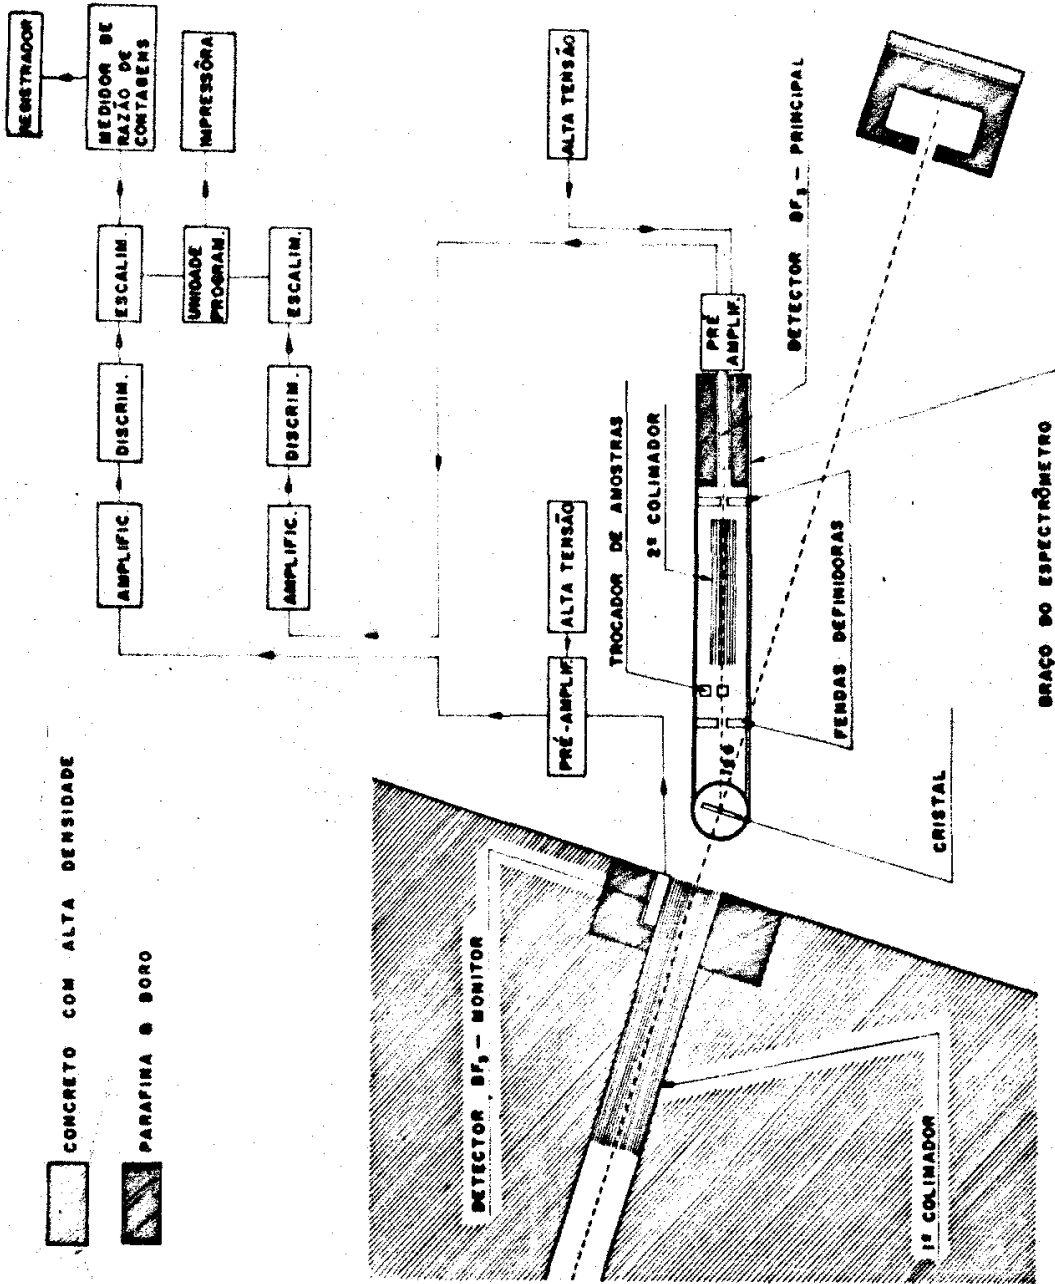 REGISTRADOR
MEDIDOR DE
RAZÃO DE
CONTAGENS
IMPRESSÔRA
ESCALIM.
UNIDADE
PROGRAM.
ESCALIM.
DISCRIM.
DISCRIM.
AMPLIFIC.
AMPLIFIC.
ALTA TENSÃO
PRÉ
AMPLIF.
DETECTOR BF₃ — PRINCIPAL
TROCADOR DE AMOSTRAS
2º COLIMADOR
ALTA TENSÃO
PRÉ-AMPLIF.
FENDAS DEFINIDORAS
BRAÇO DO ESPECTRÔMETRO
CRISTAL
CONCRETO COM ALTA DENSIDADE
PARAFINA e BORO
DETECTOR BF₃ — MONITOR
1º COLIMADOR